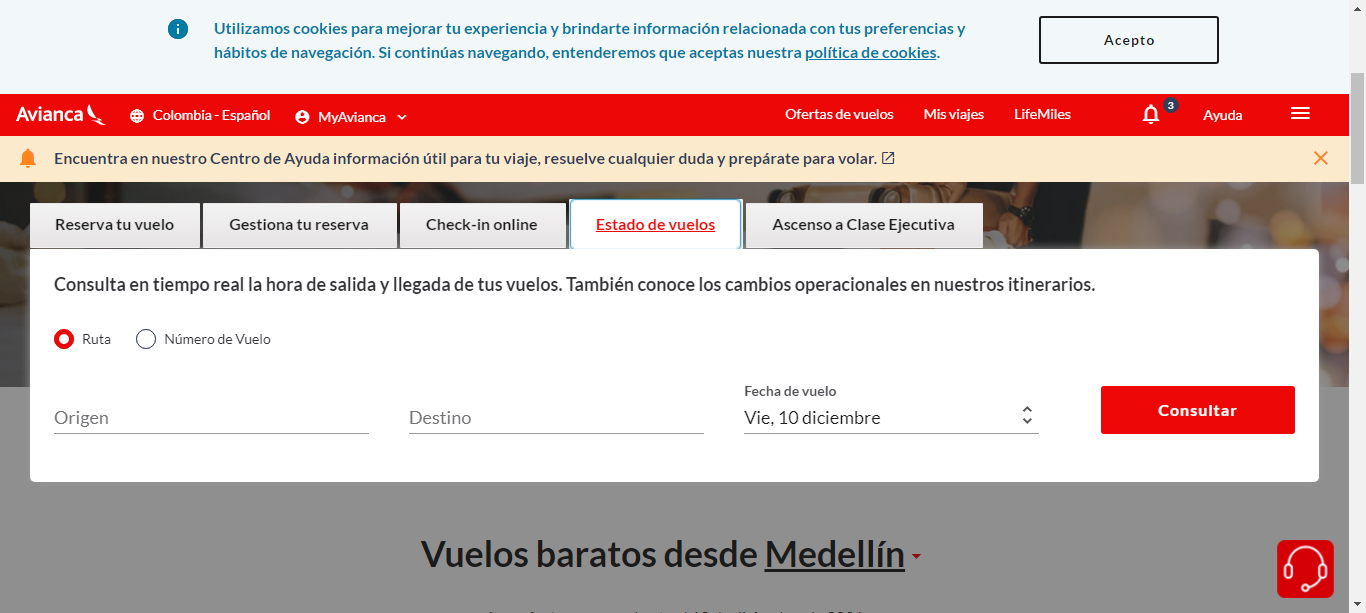 Utilizamos cookies para mejorar tu experiencia y brindarte información relacionada con tus preferencias y
hábitos de navegación. Si continúas navegando, entenderemos que aceptas nuestra política de cookies.
Acepto
Avianca
Colombia - Español
MyAvianca
Ofertas de vuelos
Mis viajes
LifeMiles
3
Ayuda
Encuentra en nuestro Centro de Ayuda información útil para tu viaje, resuelve cualquier duda y prepárate para volar.
Reserva tu vuelo
Gestiona tu reserva
Check-in online
Estado de vuelos
Ascenso a Clase Ejecutiva
Consulta en tiempo real la hora de salida y llegada de tus vuelos. También conoce los cambios operacionales en nuestros itinerarios.
Ruta
Número de Vuelo
Origen
Destino
Fecha de vuelo
Vie, 10 diciembre
Consultar
Vuelos baratos desde Medellín